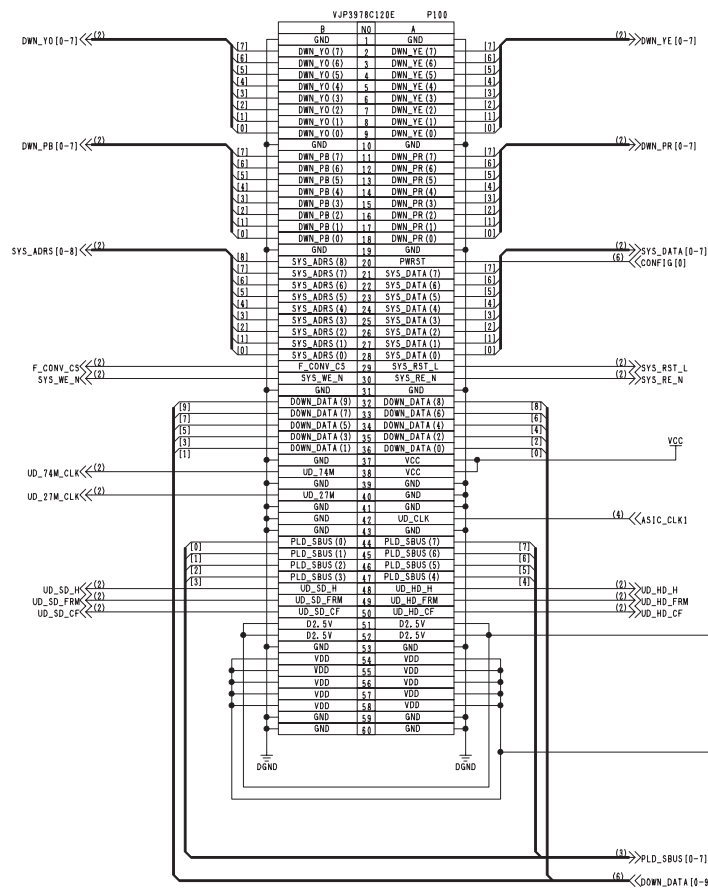 VJP3978C120E P100
B NO A
DWN_YO [0-7] (2) GND 1 GND (2) DWN_YE [0-7]
[7] DWN_YO (7) 2 DWN_YE (7) [7]
[6] DWN_YO (6) 3 DWN_YE (6) [6]
[5] DWN_YO (5) 4 DWN_YE (5) [5]
[4] DWN_YO (4) 5 DWN_YE (4) [4]
[3] DWN_YO (3) 6 DWN_YE (3) [3]
[2] DWN_YO (2) 7 DWN_YE (2) [2]
[1] DWN_YO (1) 8 DWN_YE (1) [1]
[0] DWN_YO (0) 9 DWN_YE (0) [0]
DWN_PB [0-7] (2) GND 10 GND (2) DWN_PR [0-7]
[7] DWN_PB (7) 11 DWN_PR (7) [7]
[6] DWN_PB (6) 12 DWN_PR (6) [6]
[5] DWN_PB (5) 13 DWN_PR (5) [5]
[4] DWN_PB (4) 14 DWN_PR (4) [4]
[3] DWN_PB (3) 15 DWN_PR (3) [3]
[2] DWN_PB (2) 16 DWN_PR (2) [2]
[1] DWN_PB (1) 17 DWN_PR (1) [1]
[0] DWN_PB (0) 18 DWN_PR (0) [0]
SYS_ADRS [0-8] (2) GND 19 GND (2) SYS_DATA [0-7]
[8] SYS_ADRS (8) 20 PWRST (6) CONFIG [0]
[7] SYS_ADRS (7) 21 SYS_DATA (7) [7]
[6] SYS_ADRS (6) 22 SYS_DATA (6) [6]
[5] SYS_ADRS (5) 23 SYS_DATA (5) [5]
[4] SYS_ADRS (4) 24 SYS_DATA (4) [4]
[3] SYS_ADRS (3) 25 SYS_DATA (3) [3]
[2] SYS_ADRS (2) 26 SYS_DATA (2) [2]
[1] SYS_ADRS (1) 27 SYS_DATA (1) [1]
[0] SYS_ADRS (0) 28 SYS_DATA (0) [0]
F_CONV_CS (2) F_CONV_CS 29 SYS_RST_L (2) SYS_RST_L
SYS_WE_N (2) SYS_WE_N 30 SYS_RE_N (2) SYS_RE_N
GND 31 GND
[9] DOWN_DATA (9) 32 DOWN_DATA (8) [8]
[7] DOWN_DATA (7) 33 DOWN_DATA (6) [6]
[5] DOWN_DATA (5) 34 DOWN_DATA (4) [4]
[3] DOWN_DATA (3) 35 DOWN_DATA (2) [2]
[1] DOWN_DATA (1) 36 DOWN_DATA (0) [0]
GND 37 VCC VCC
UD_74M_CLK (2) UD_74M 38 VCC
GND 39 GND
UD_27M_CLK (2) UD_27M 40 GND
GND 41 GND
GND 42 UD_CLK (4) ASIC_CLK1
GND 43 GND
[0] PLD_SBUS (0) 44 PLD_SBUS (7) [7]
[1] PLD_SBUS (1) 45 PLD_SBUS (6) [6]
[2] PLD_SBUS (2) 46 PLD_SBUS (5) [5]
[3] PLD_SBUS (3) 47 PLD_SBUS (4) [4]
UD_SD_H (2) UD_SD_H 48 UD_HD_H (2) UD_HD_H
UD_SD_FRM (2) UD_SD_FRM 49 UD_HD_FRM (2) UD_HD_FRM
UD_SD_CF (2) UD_SD_CF 50 UD_HD_CF (2) UD_HD_CF
D2.5V 51 D2.5V
D2.5V 52 D2.5V
GND 53 GND
VDD 54 VDD
VDD 55 VDD
VDD 56 VDD
VDD 57 VDD
VDD 58 VDD
GND 59 GND
GND 60 GND
DGND DGND
(3) PLD_SBUS [0-7]
(6) DOWN_DATA [0-9